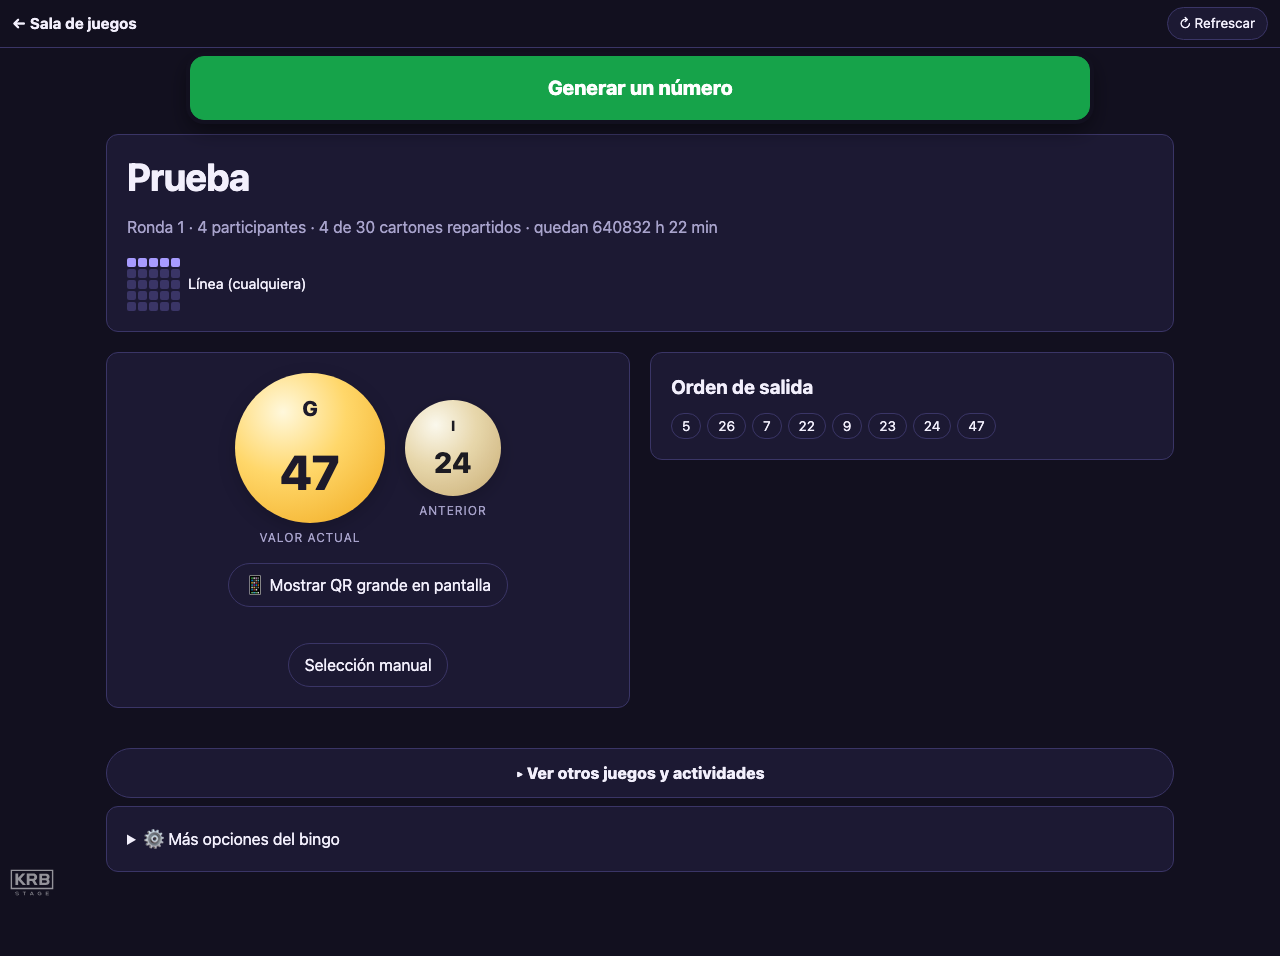 ← Sala de juegos
↻ Refrescar
Generar un número
Prueba
Ronda 1 · 4 participantes · 4 de 30 cartones repartidos · quedan 640832 h 22 min
Línea (cualquiera)
G
47
VALOR ACTUAL
I
24
ANTERIOR
Mostrar QR grande en pantalla
Selección manual
Orden de salida
5 26 7 22 9 23 24 47
▸ Ver otros juegos y actividades
▶ ⚙️ Más opciones del bingo
KRB
STAGE